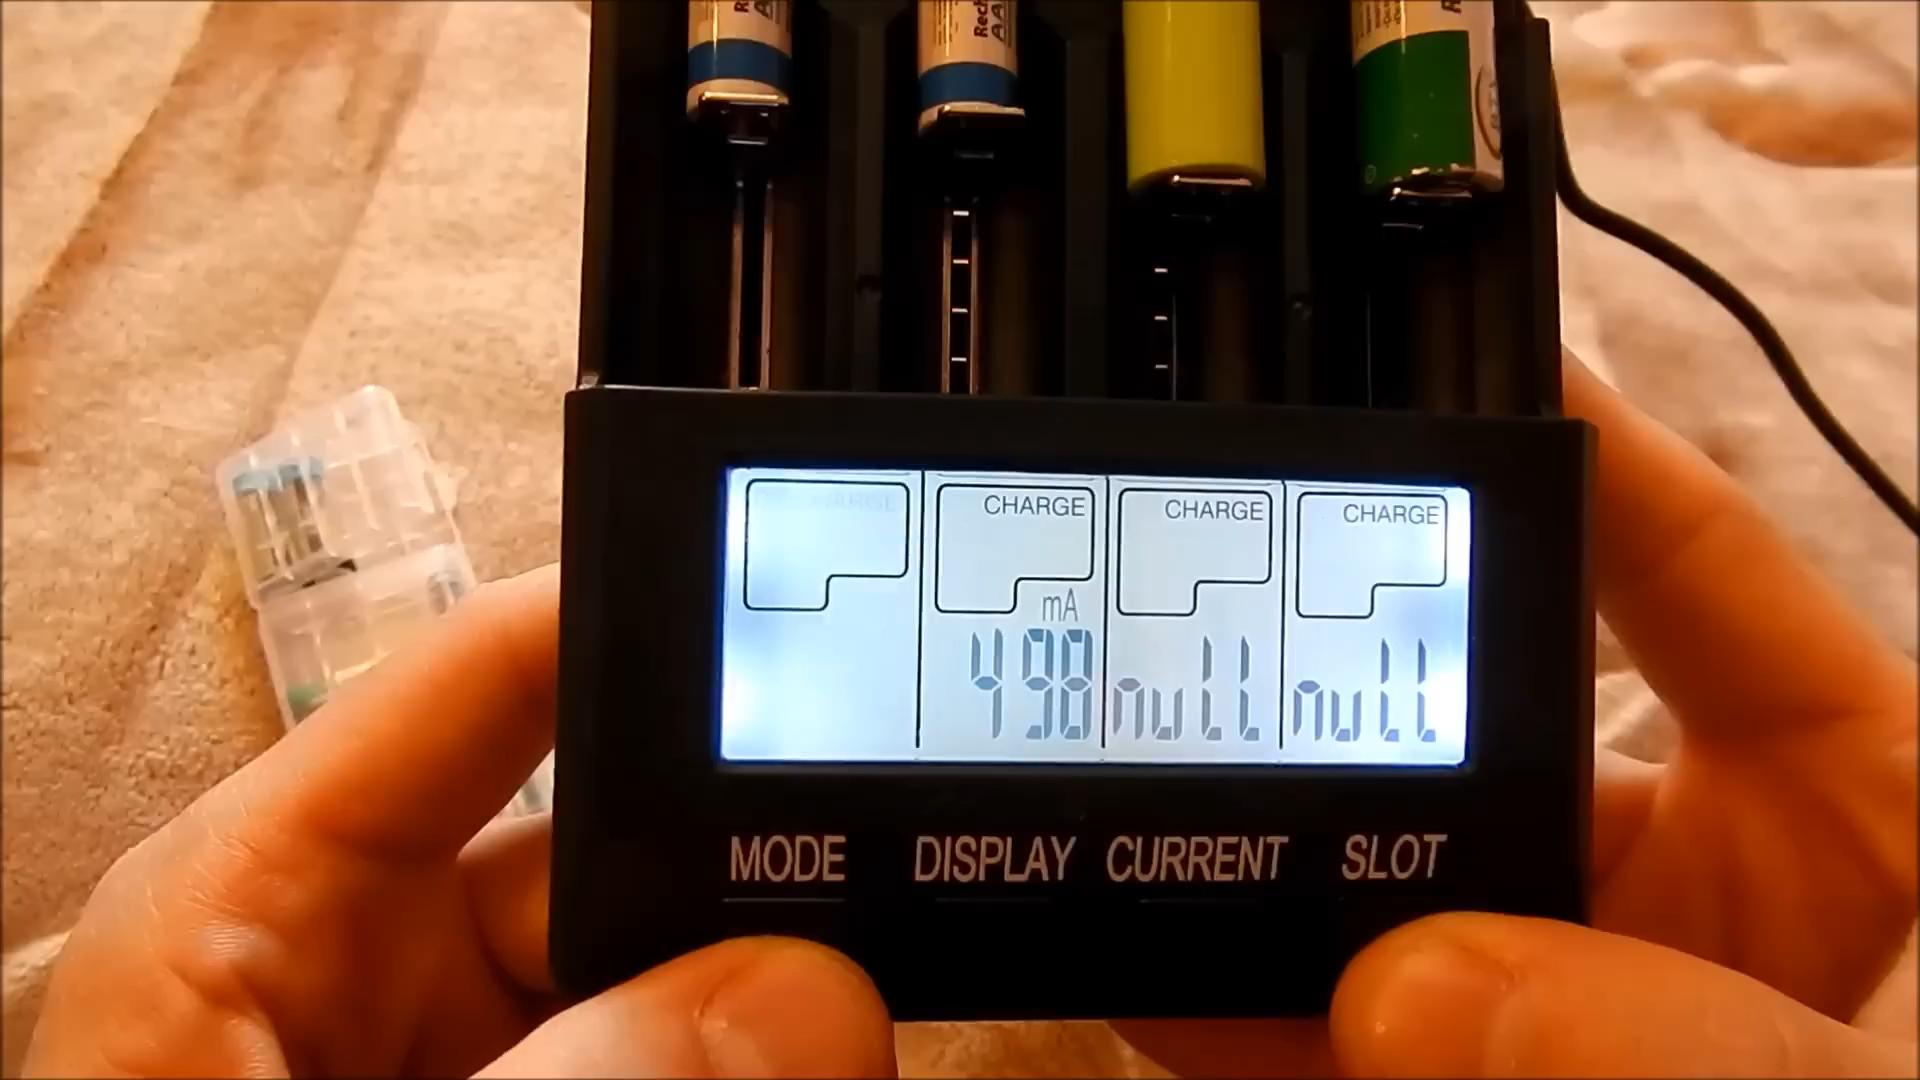 CHARGE CHARGE CHARGE
mA
498 null null
MODE DISPLAY CURRENT SLOT